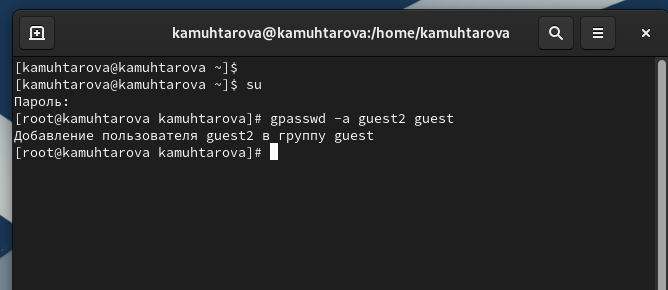 kamuhtarova@kamuhtarova:/home/kamuhtarova
[kamuhtarova@kamuhtarova ~]$
[kamuhtarova@kamuhtarova ~]$ su
Пароль:
[root@kamuhtarova kamuhtarova]# gpasswd -a guest2 guest
Добавление пользователя guest2 в группу guest
[root@kamuhtarova kamuhtarova]#